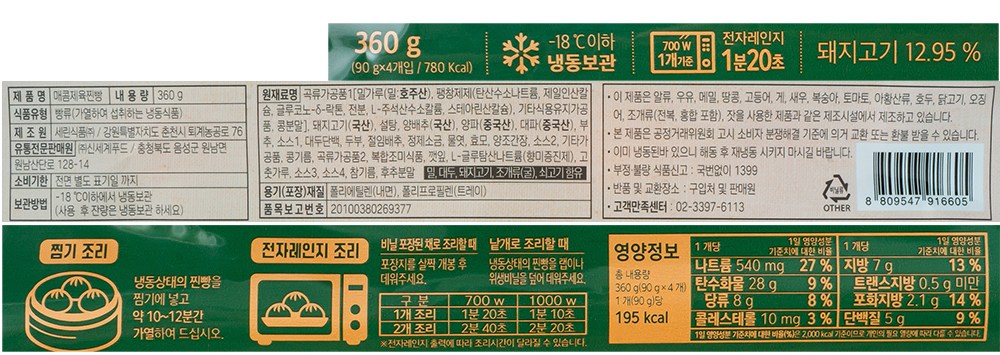 360 g
(90 g×4개입 / 780 Kcal)
-18 ℃이하
냉동보관
700 W
1개기준
전자레인지
1분20초
돼지고기 12.95 %
제 품 명 매콤제육찐빵 내 용 량 360 g
식품유형 빵류(가열하여 섭취하는 냉동식품)
제 조 원 세린식품㈜ / 강원특별자치도 춘천시 퇴계농공로 76
유통전문판매원 ㈜신세계푸드 / 충청북도 음성군 원남면
원남산단로 128-14
소비기한 전면 별도 표기일 까지
보관방법 -18 ℃이하에서 냉동보관
(사용 후 잔량은 냉동보관 하세요)
원재료명 곡류가공품1[밀가루(밀:호주산), 팽창제제(탄산수소나트륨, 제일인산칼
슘, 글루코노-δ-락톤, 전분, L-주석산수소칼륨, 스테아린산칼슘), 기타식용유지가공
품, 콩분말], 돼지고기(국산), 설탕, 양배추(국산), 양파(중국산), 대파(중국산), 부
추, 소스1, 대두단백, 두부, 절임배추, 정제소금, 물엿, 효모, 양조간장, 소스2, 기타가
공품, 콩기름, 곡류가공품2, 복합조미식품, 깻잎, L-글루탐산나트륨(향미증진제), 고
춧가루, 소스3, 소스4, 참기름, 후추분말 밀, 대두, 돼지고기, 조개류(굴), 쇠고기 함유
용기(포장)재질 폴리에틸렌(내면), 폴리프로필렌(트레이)
품목보고번호 20100380269377
• 이 제품은 알류, 우유, 메밀, 땅콩, 고등어, 게, 새우, 복숭아, 토마토, 아황산류, 호두, 닭고기, 오징
어, 조개류(전복, 홍합 포함), 잣을 사용한 제품과 같은 제조시설에서 제조하고 있습니다.
• 본 제품은 공정거래위원회 고시 소비자 분쟁해결 기준에 의거 교환 또는 환불 받을 수 있습니다.
• 이미 냉동된바 있으니 해동 후 재냉동 시키지 마시길 바랍니다.
• 부정·불량 식품신고 : 국번없이 1399
• 반품 및 교환장소 : 구입처 및 판매원
• 고객만족센터 : 02-3397-6113
비닐류
OTHER
8 809547 916605
찜기 조리
냉동상태의 찐빵을
찜기에 넣고
약 10~12분간
가열하여 드십시오.
전자레인지 조리
비닐 포장된채로 조리할 때
포장지를 살짝 개봉 후
데워주세요.
낱개로 조리할 때
냉동상태의 찐빵을 랩이나
위생비닐을 덮어 데워주세요.
구 분 700 w 1000 w
1개 조리 1분 20초 1분 10초
2개 조리 2분 40초 2분 20초
※전자레인지 출력에 따라 조리시간이 달라질 수 있습니다.
영양정보
총 내용량
360 g(90 g×4개)
1개(90 g)당
195 kcal
1개당 1일 영양성분 기준치에 대한 비율
나트륨 540 mg 27 %
탄수화물 28 g 9 %
당류 8 g 8 %
콜레스테롤 10 mg 3 %
1개당 1일 영양성분 기준치에 대한 비율
지방 7 g 13 %
트랜스지방 0.5 g 미만
포화지방 2.1 g 14 %
단백질 5 g 9 %
1일 영양성분 기준치에 대한 비율(%)은 2,000 kcal 기준이므로 개인의 필요 열량에 따라 다를 수 있습니다.